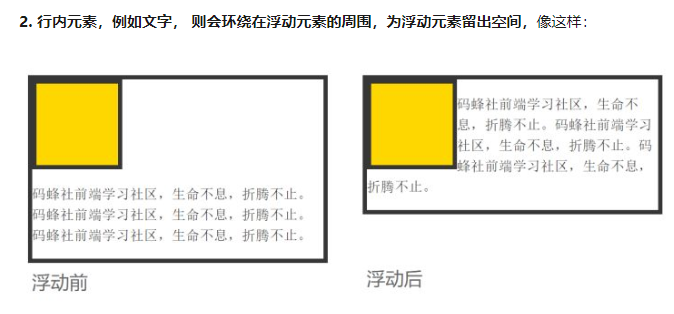 2. 行内元素，例如文字， 则会环绕在浮动元素的周围，为浮动元素留出空间，像这样：
码蜂社前端学习社区，生命不息，折腾不止。
码蜂社前端学习社区，生命不息，折腾不止。
码蜂社前端学习社区，生命不息，折腾不止。
浮动前
码蜂社前端学习社区，生命不
息，折腾不止。码蜂社前端学习
社区，生命不息，折腾不止。码
蜂社前端学习社区，生命不息，
折腾不止。
浮动后